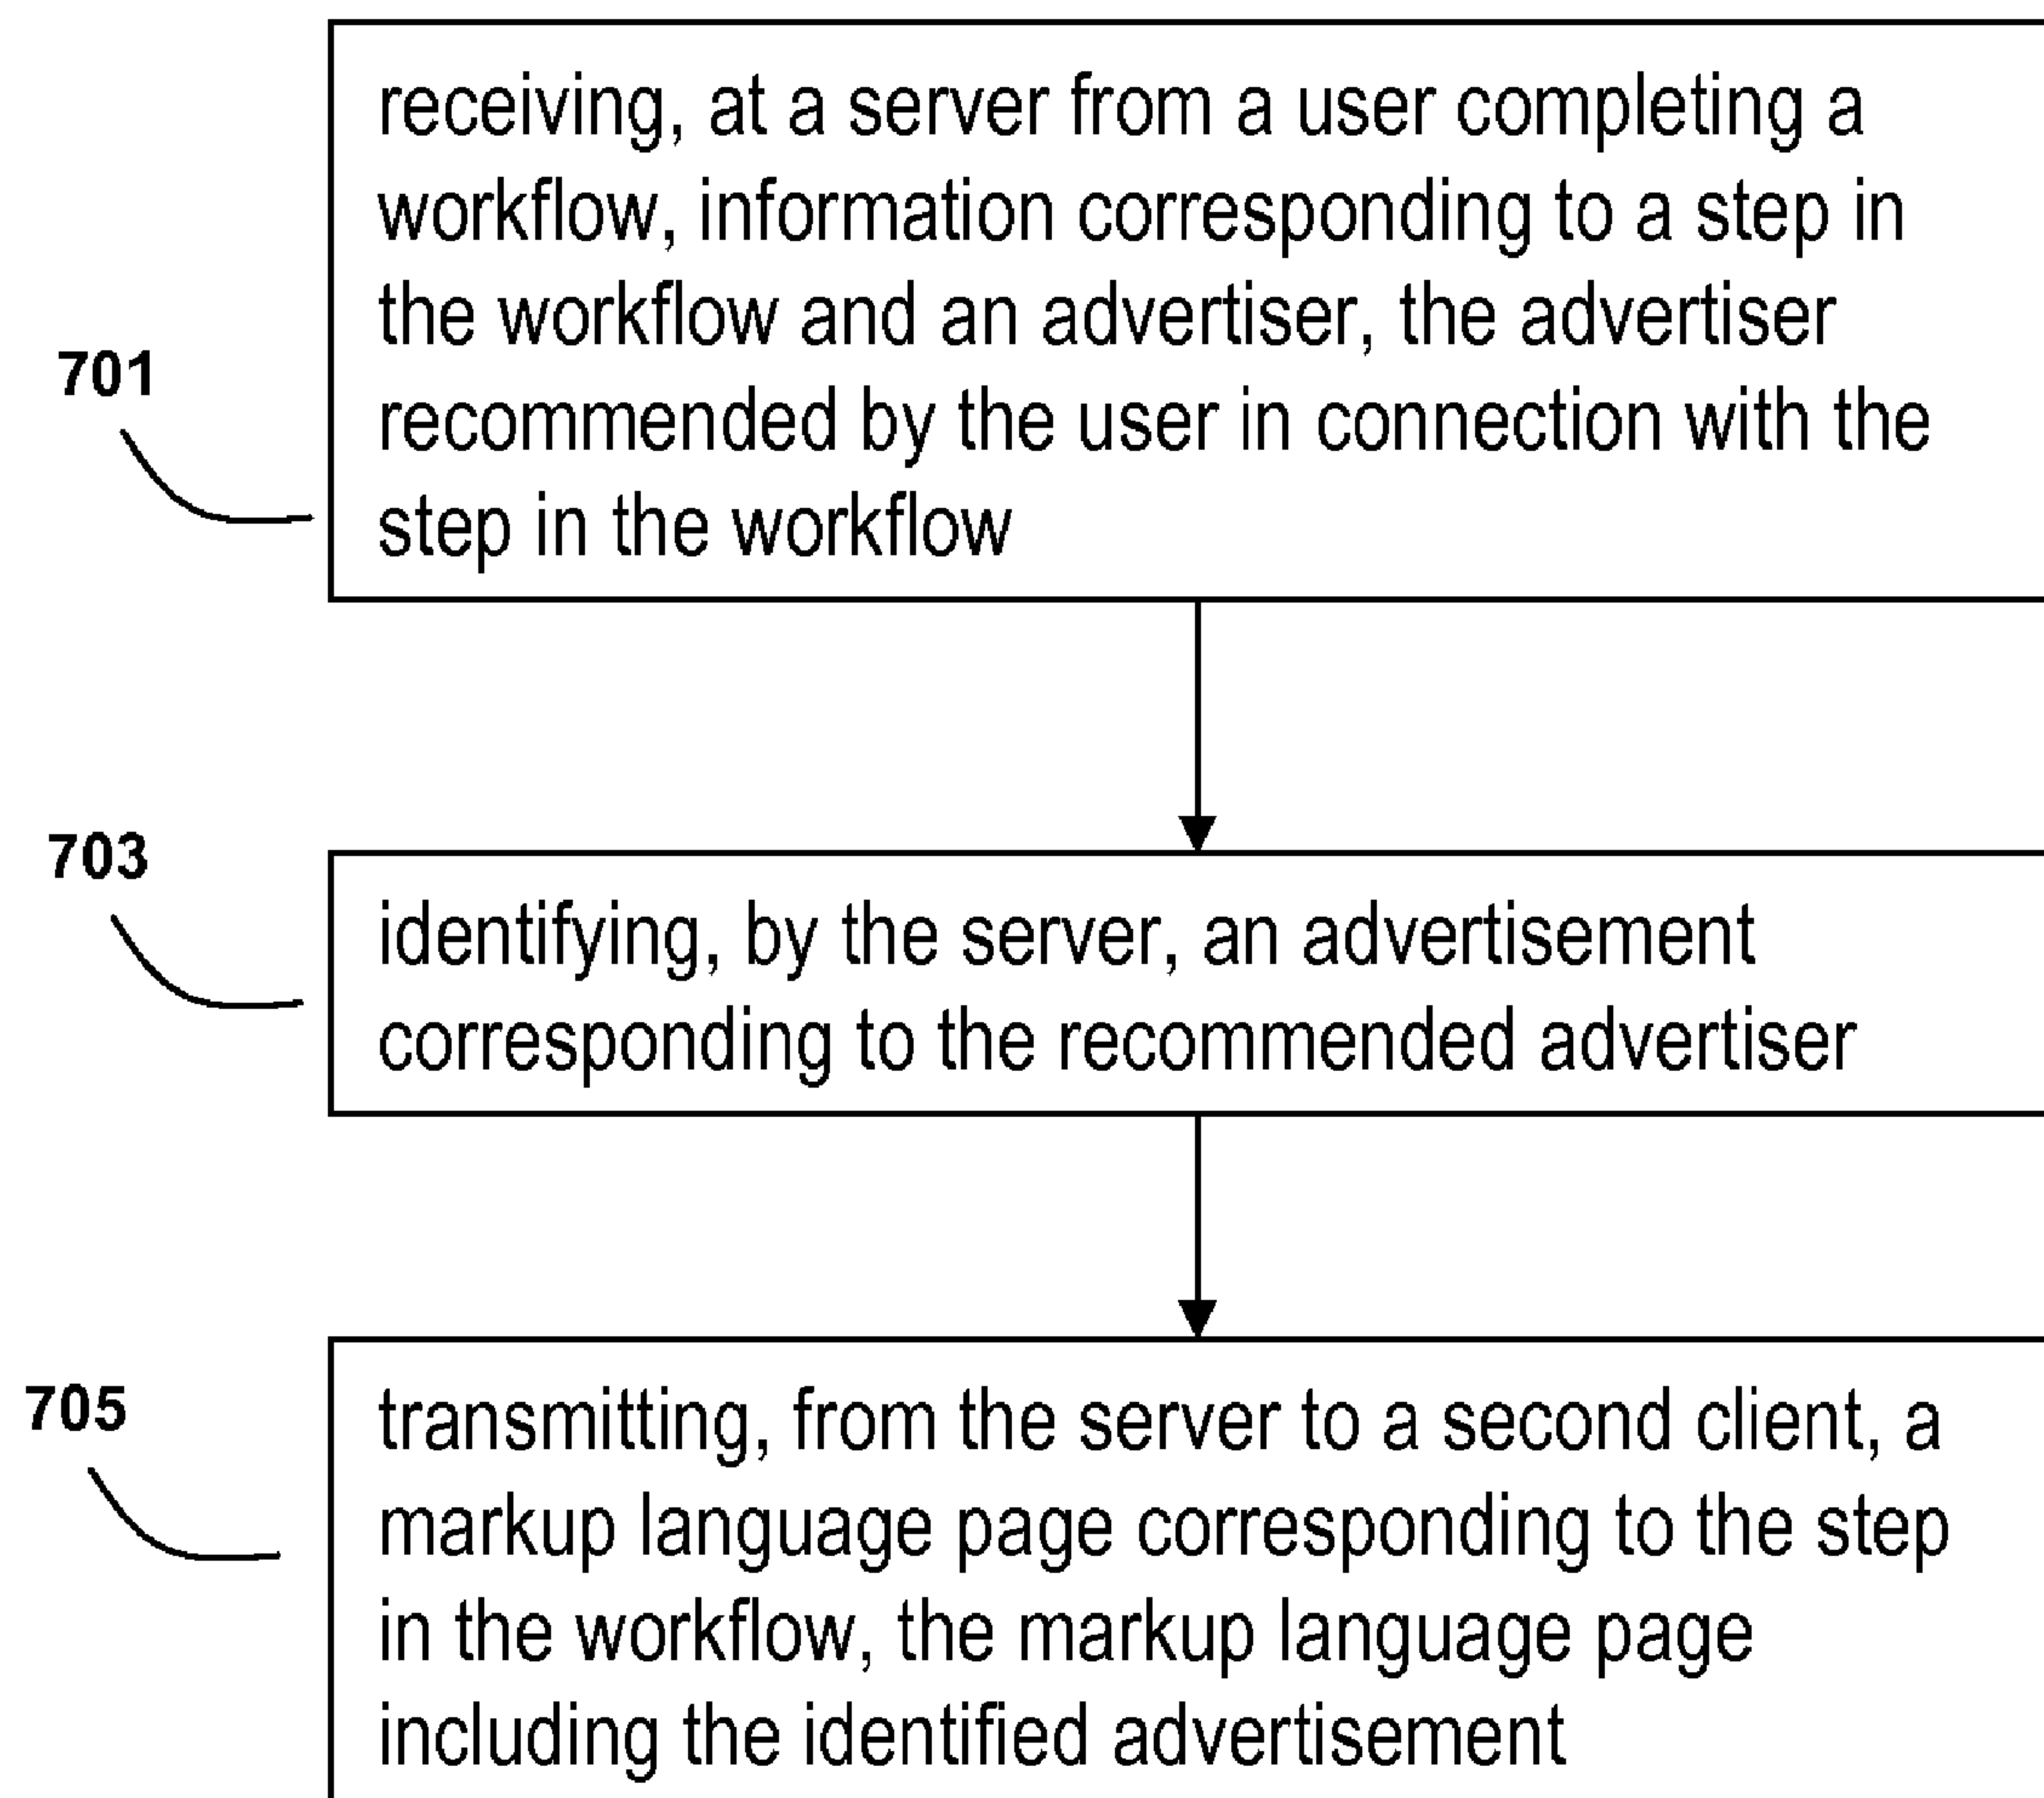 receiving, at a server from a user completing a
workflow, information corresponding to a step in
the workflow and an advertiser, the advertiser
701
recommended by the user in connection with the
step in the workflow
703
identifying, by the server, an advertisement
corresponding to the recommended advertiser
705
transmitting, from the server to a second client, a
markup language page corresponding to the step
in the workflow, the markup language page
including the identified advertisement